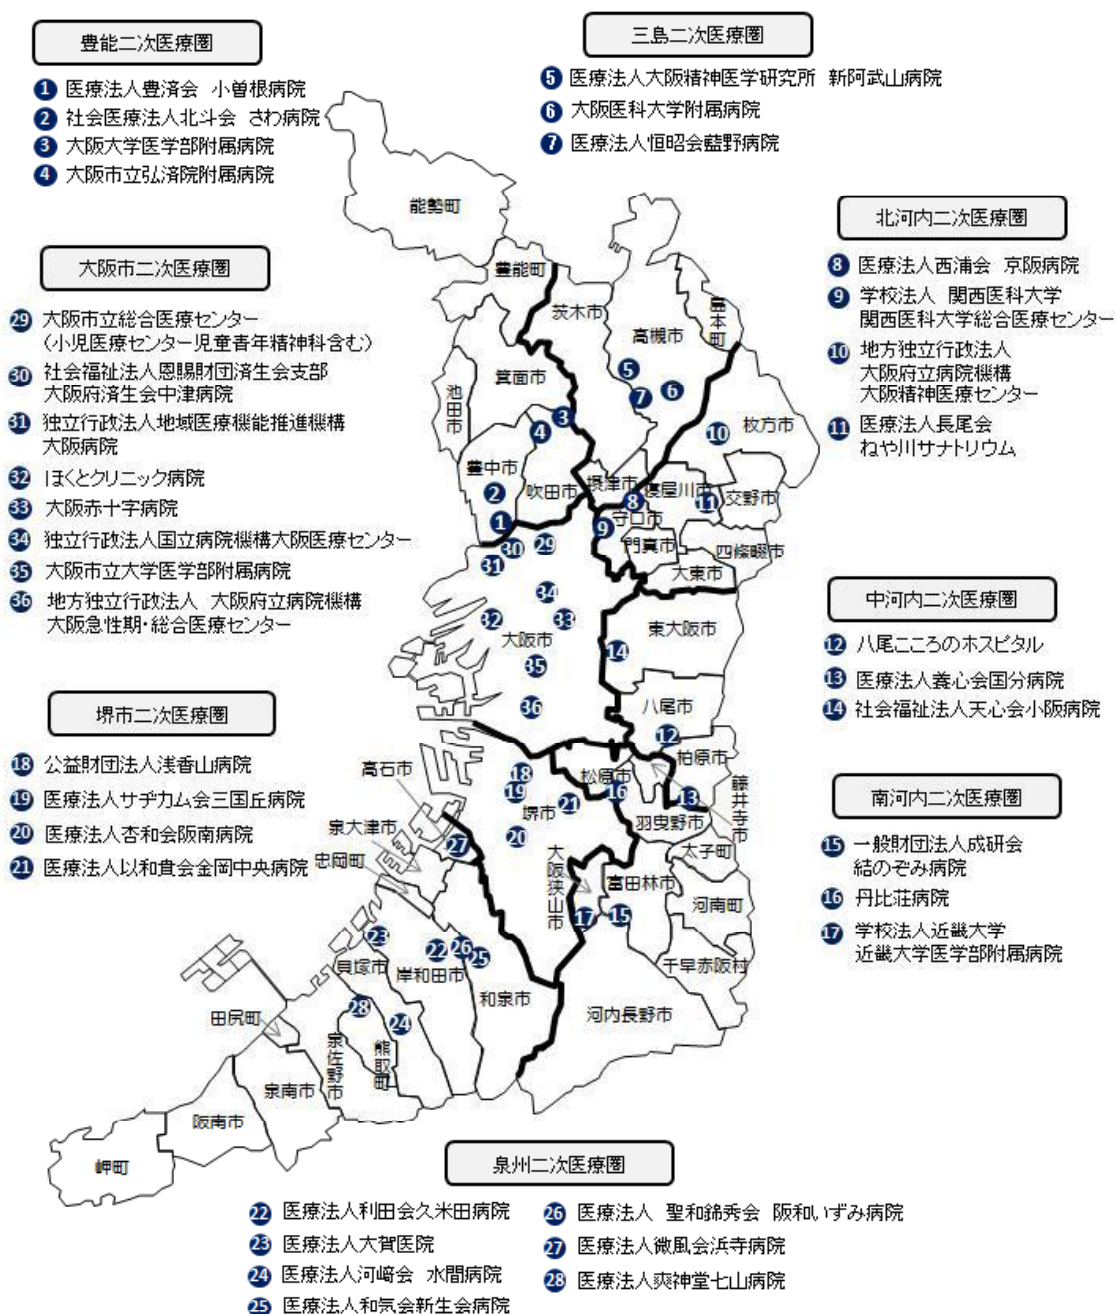 豊能二次医療圏
1 医療法人豊済会 小曽根病院
2 社会医療法人北斗会 さわ病院
3 大阪大学医学部附属病院
4 大阪市立弘済院附属病院
三島二次医療圏
5 医療法人大阪精神医学研究所 新阿武山病院
6 大阪医科大学附属病院
7 医療法人恒昭会藍野病院
北河内二次医療圏
8 医療法人西浦会 京阪病院
9 学校法人 関西医科大学
関西医科大学総合医療センター
10 地方独立行政法人
大阪府立病院機構
大阪精神医療センター
11 医療法人長尾会
ねや川サナトリウム
大阪市二次医療圏
29 大阪市立総合医療センター
(小児医療センター児童青年精神科含む)
30 社会福祉法人恩賜財団済生会支部
大阪府済生会中津病院
31 独立行政法人地域医療機能推進機構
大阪病院
32 ほくとクリニック病院
33 大阪赤十字病院
34 独立行政法人国立病院機構大阪医療センター
35 大阪市立大学医学部附属病院
36 地方独立行政法人 大阪府立病院機構
大阪急性期・総合医療センター
中河内二次医療圏
12 八尾こころのホスピタル
13 医療法人養心会国分病院
14 社会福祉法人天心会小阪病院
堺市二次医療圏
18 公益財団法人浅香山病院
19 医療法人サヂカム会三国丘病院
20 医療法人杏和会阪南病院
21 医療法人以和貴会金岡中央病院
南河内二次医療圏
15 一般財団法人成研会
結のぞみ病院
16 丹比荘病院
17 学校法人近畿大学
近畿大学医学部附属病院
能勢町
豊能町
茨木市
高槻市
島本町
5
7
6
箕面市
池田市
3
4
枚方市
10
豊中市
2
吹田市
1
摂津市
8
寝屋川市
11
交野市
守口市
9
門真市
四條畷市
大東市
30
29
31
34
32
33
大阪市
35
36
東大阪市
14
八尾市
12
柏原市
高石市
18
19
堺市
21
20
松原市
16
13
藤井寺市
羽曳野市
太子町
泉大津市
27
忠岡町
大阪狭山市
富田林市
17
15
河南町
千早赤阪村
23
22
26
25
貝塚市
岸和田市
和泉市
河内長野市
28
24
田尻町
泉佐野市
熊取町
泉南市
阪南市
岬町
泉州二次医療圏
22 医療法人利田会久米田病院
23 医療法人大賀医院
24 医療法人河﨑会 水間病院
25 医療法人和気会新生会病院
26 医療法人 聖和錦秀会 阪和いずみ病院
27 医療法人微風会浜寺病院
28 医療法人爽神堂七山病院